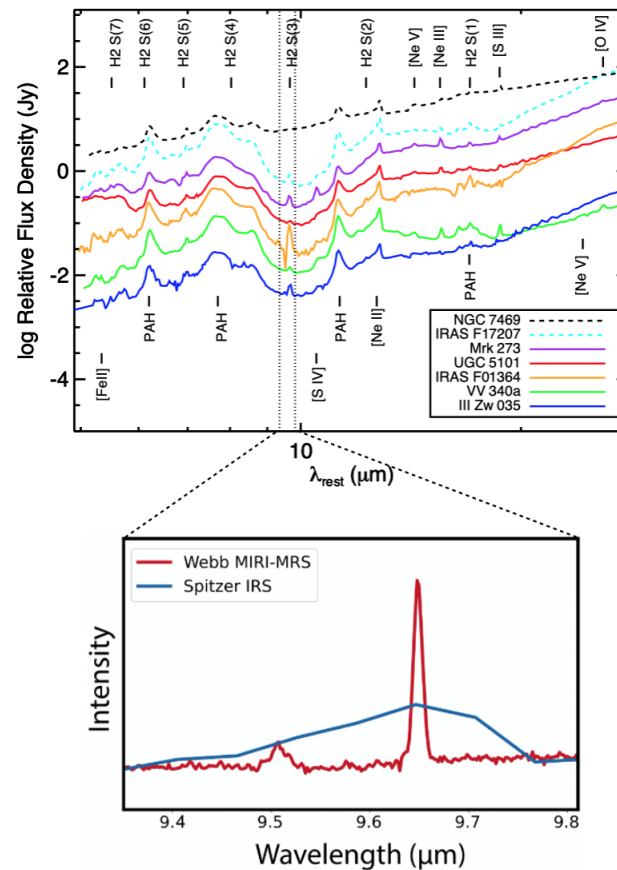 H2 S(7)
H2 S(6)
H2 S(5)
H2 S(4)
H2 S(3)
H2 S(2)
[Ne V]
[Ne III]
H2 S(1)
[S III]
[O IV]
2
0
-2
-4
log Relative Flux Density (Jy)
[FeII]
PAH
PAH
[S IV]
PAH
[Ne II]
PAH
[Ne V]
NGC 7469
IRAS F17207
Mrk 273
UGC 5101
IRAS F01364
VV 340a
III Zw 035
10
λrest (μm)
Webb MIRI-MRS
Spitzer IRS
Intensity
9.4
9.5
9.6
9.7
9.8
Wavelength (μm)